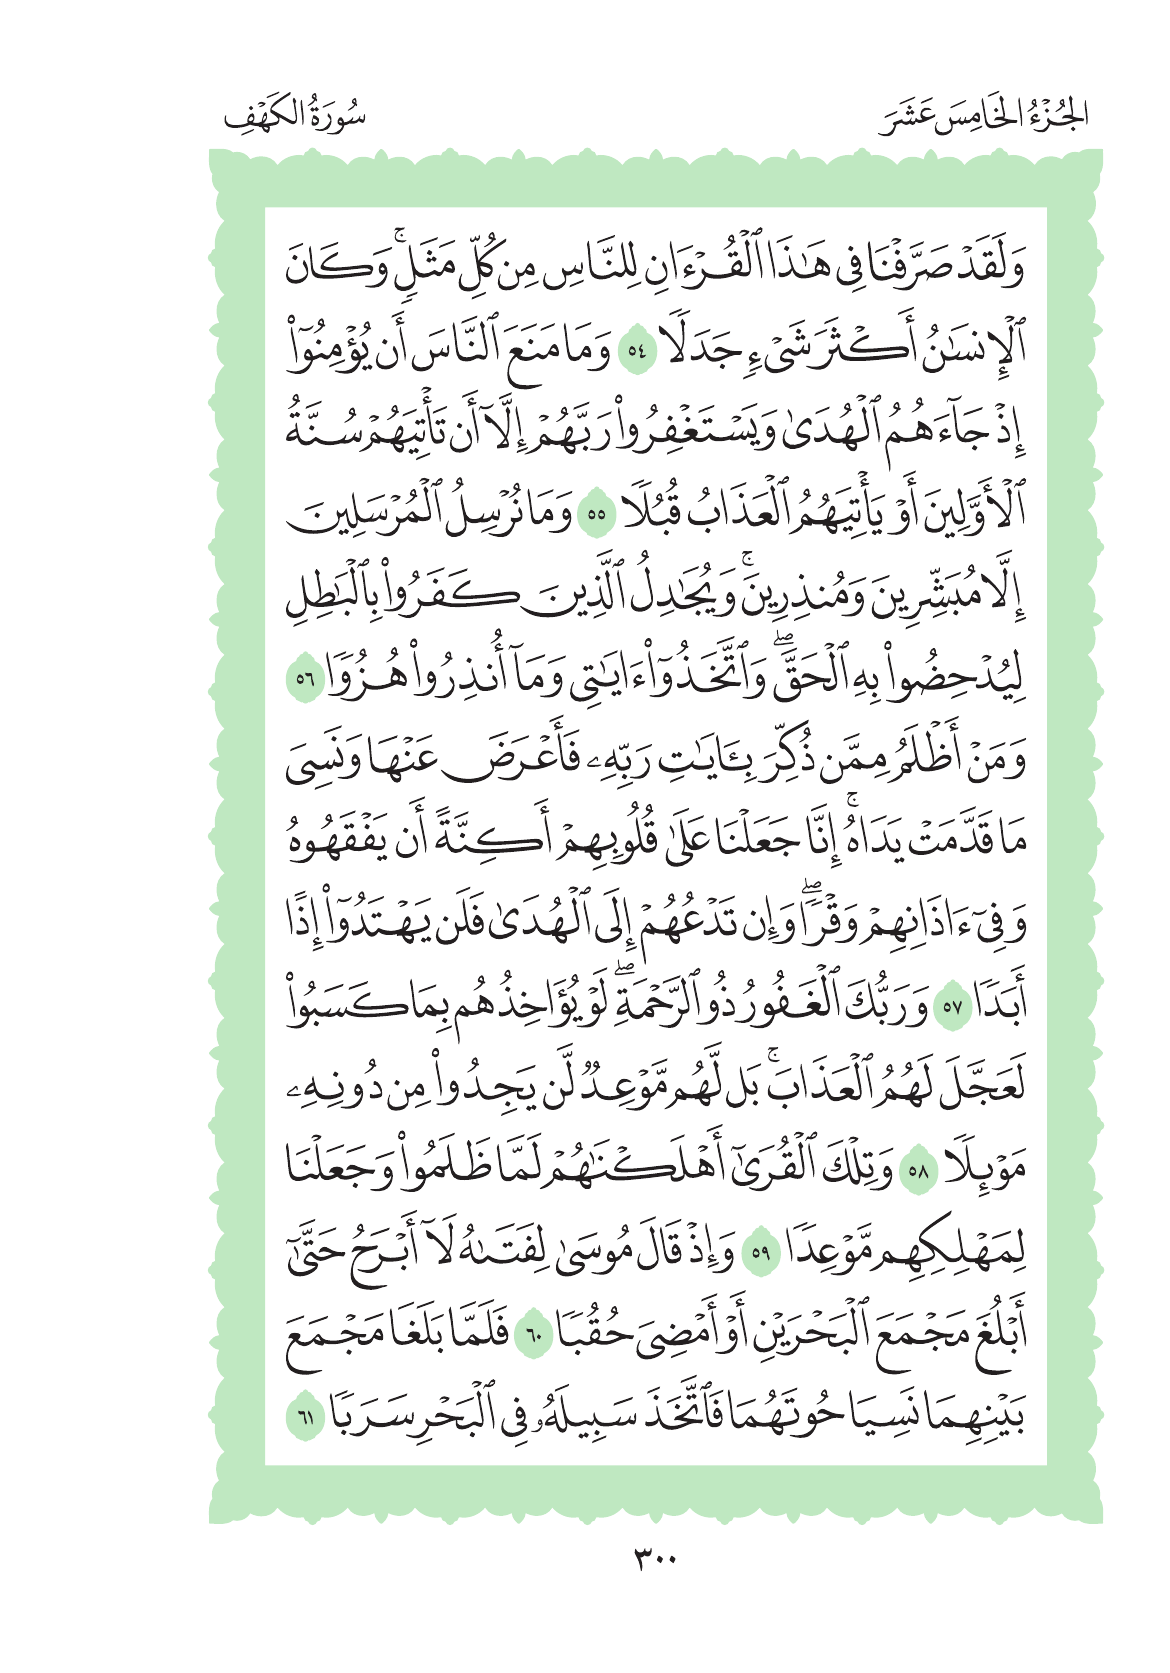 الجُزْءُ الخَامِسَ عَشَرَ
سُورَةُ الكَهْفِ
وَلَقَدْ صَرَّفْنَا فِي هَٰذَا ٱلْقُرْءَانِ لِلنَّاسِ مِن كُلِّ مَثَلٍۚ وَكَانَ
ٱلْإِنسَٰنُ أَكْثَرَ شَىْءٍ جَدَلًا ٥٤ وَمَا مَنَعَ ٱلنَّاسَ أَن يُؤْمِنُوٓا۟
إِذْ جَآءَهُمُ ٱلْهُدَىٰ وَيَسْتَغْفِرُوا۟ رَبَّهُمْ إِلَّآ أَن تَأْتِيَهُمْ سُنَّةُ
ٱلْأَوَّلِينَ أَوْ يَأْتِيَهُمُ ٱلْعَذَابُ قُبُلًا ٥٥ وَمَا نُرْسِلُ ٱلْمُرْسَلِينَ
إِلَّا مُبَشِّرِينَ وَمُنذِرِينَۚ وَيُجَٰدِلُ ٱلَّذِينَ كَفَرُوا۟ بِٱلْبَٰطِلِ
لِيُدْحِضُوا۟ بِهِ ٱلْحَقَّۖ وَٱتَّخَذُوٓا۟ ءَايَٰتِى وَمَآ أُنذِرُوا۟ هُزُوًا ٥٦
وَمَنْ أَظْلَمُ مِمَّن ذُكِّرَ بِـَٔايَٰتِ رَبِّهِۦ فَأَعْرَضَ عَنْهَا وَنَسِىَ
مَا قَدَّمَتْ يَدَاهُۚ إِنَّا جَعَلْنَا عَلَىٰ قُلُوبِهِمْ أَكِنَّةً أَن يَفْقَهُوهُ
وَفِىٓ ءَاذَانِهِمْ وَقْرًاۖ وَإِن تَدْعُهُمْ إِلَى ٱلْهُدَىٰ فَلَن يَهْتَدُوٓا۟ إِذًا
أَبَدًا ٥٧ وَرَبُّكَ ٱلْغَفُورُ ذُو ٱلرَّحْمَةِۖ لَوْ يُؤَاخِذُهُم بِمَا كَسَبُوا۟
لَعَجَّلَ لَهُمُ ٱلْعَذَابَۚ بَل لَّهُم مَّوْعِدٌ لَّن يَجِدُوا۟ مِن دُونِهِۦ
مَوْئِلًا ٥٨ وَتِلْكَ ٱلْقُرَىٰٓ أَهْلَكْنَٰهُمْ لَمَّا ظَلَمُوا۟ وَجَعَلْنَا
لِمَهْلِكِهِم مَّوْعِدًا ٥٩ وَإِذْ قَالَ مُوسَىٰ لِفَتَىٰهُ لَآ أَبْرَحُ حَتَّىٰٓ
أَبْلُغَ مَجْمَعَ ٱلْبَحْرَيْنِ أَوْ أَمْضِىَ حُقُبًا ٦٠ فَلَمَّا بَلَغَا مَجْمَعَ
بَيْنِهِمَا نَسِيَا حُوتَهُمَا فَٱتَّخَذَ سَبِيلَهُۥ فِى ٱلْبَحْرِ سَرَبًا ٦١
٣٠٠